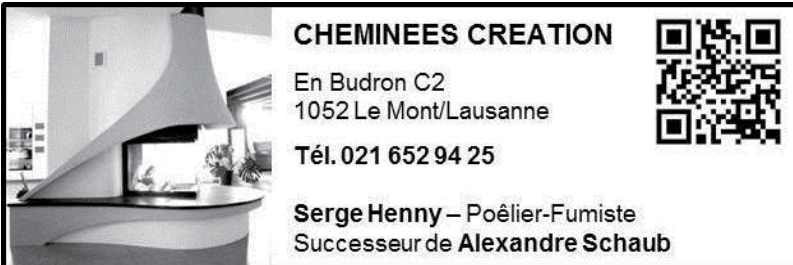 CHEMINEES CREATION
En Budron C2
1052 Le Mont/Lausanne
Tél. 021 652 94 25
Serge Henny – Poêlier-Fumiste
Successeur de Alexandre Schaub